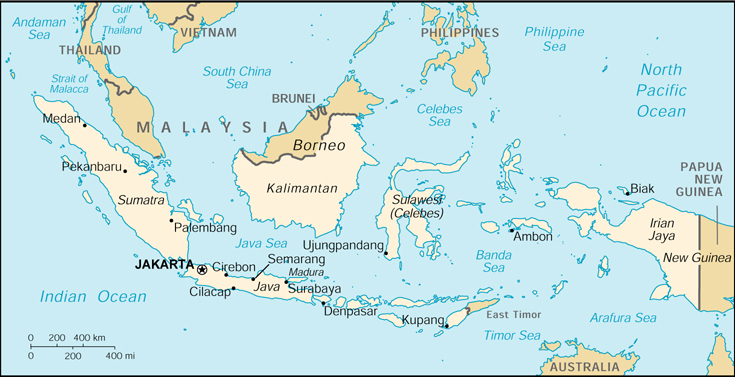 Andaman
Sea
Gulf
of
Thailand
THAILAND
VIETNAM
PHILIPPINES
Philippine
Sea
Strait of
Malacca
South China
Sea
BRUNEI
Celebes
Sea
North
Pacific
Ocean
Medan
MALAYSIA
Borneo
Kalimantan
Pekanbaru
Sumatra
Palembang
Sulawesi
(Celebes)
Biak
PAPUA
NEW
GUINEA
Irian
Jaya
New Guinea
Java Sea
Ujungpandang
Ambon
Banda
Sea
JAKARTA
Cirebon
Semarang
Madura
Java
Surabaya
Cilacap
Denpasar
Indian Ocean
Kupang
East Timor
Timor Sea
Arafura Sea
AUSTRALIA
0 200 400 km
0 200 400 mi